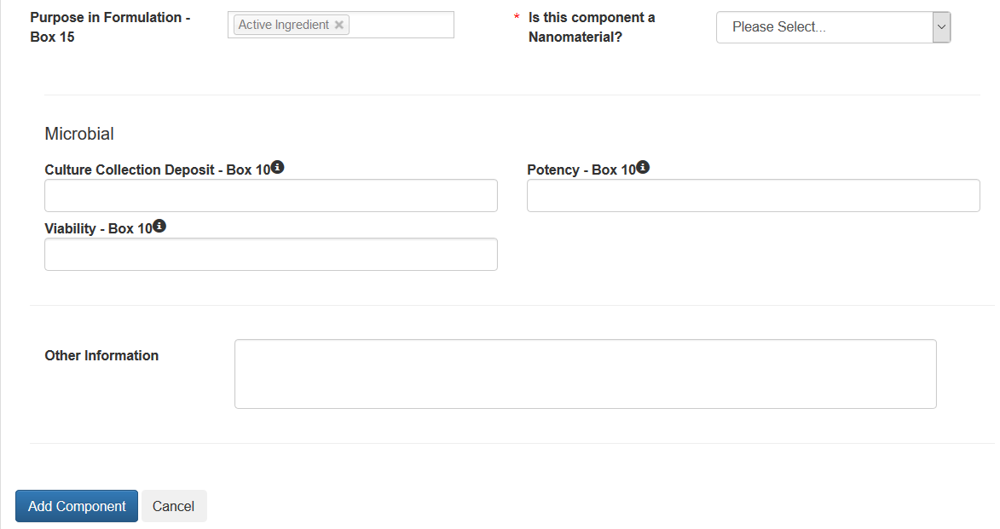 Purpose in Formulation -
Box 15
Active Ingredient ×
* Is this component a
Nanomaterial?
Please Select...
Microbial
Culture Collection Deposit - Box 10
Potency - Box 10
Viability - Box 10
Other Information
Add Component
Cancel